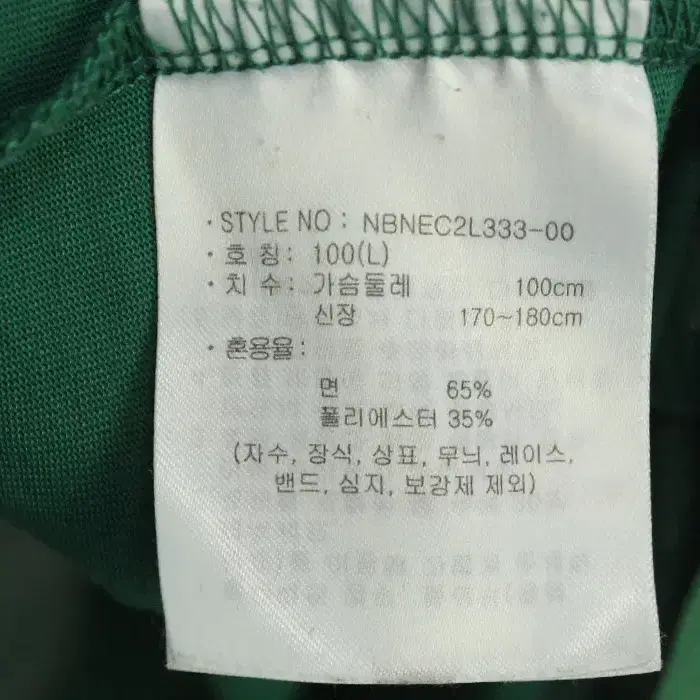 · STYLE NO : NBNEC2L333-00
· 호 칭: 100(L)
· 치 수: 가슴둘레 100cm
신장 170~180cm
· 혼용율:
면 65%
폴리에스터 35%
(자수, 장식, 상표, 무늬, 레이스,
밴드, 심지, 보강제 제외)